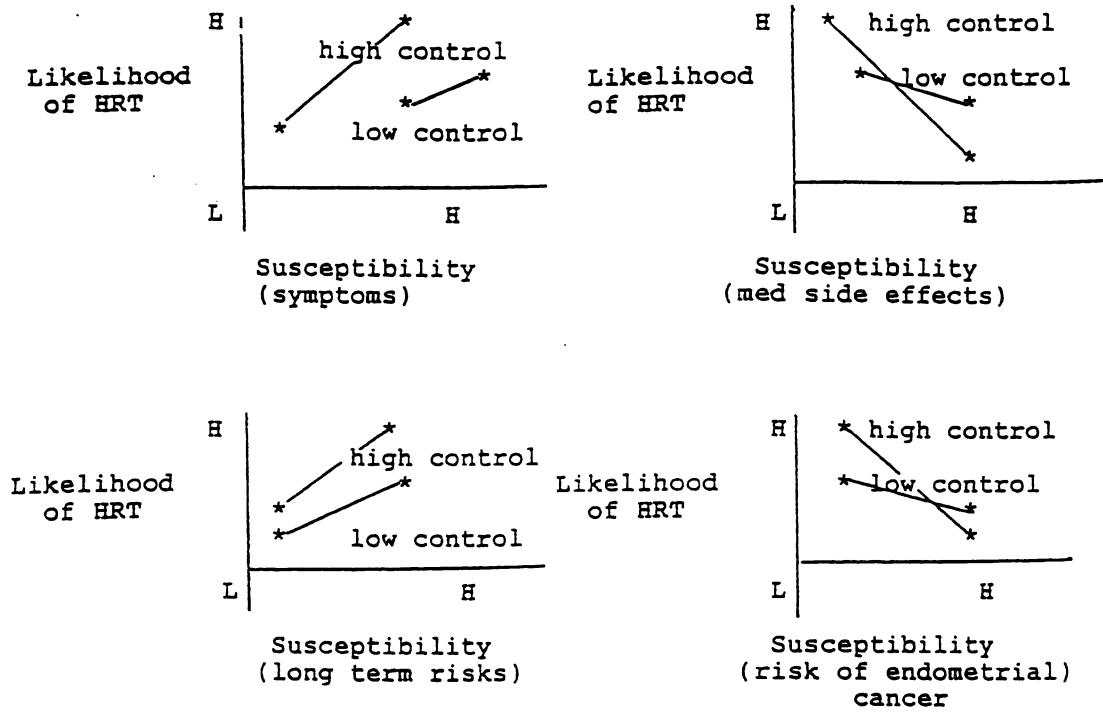 H
high control
Likelihood
of HRT
low control
L
H
Susceptibility
(symptoms)
H
high control
Likelihood
of HRT
low control
L
H
Susceptibility
(med side effects)
H
high control
Likelihood
of HRT
low control
L
H
Susceptibility
(long term risks)
H
high control
Likelihood
of HRT
low control
L
H
Susceptibility
(risk of endometrial)
cancer